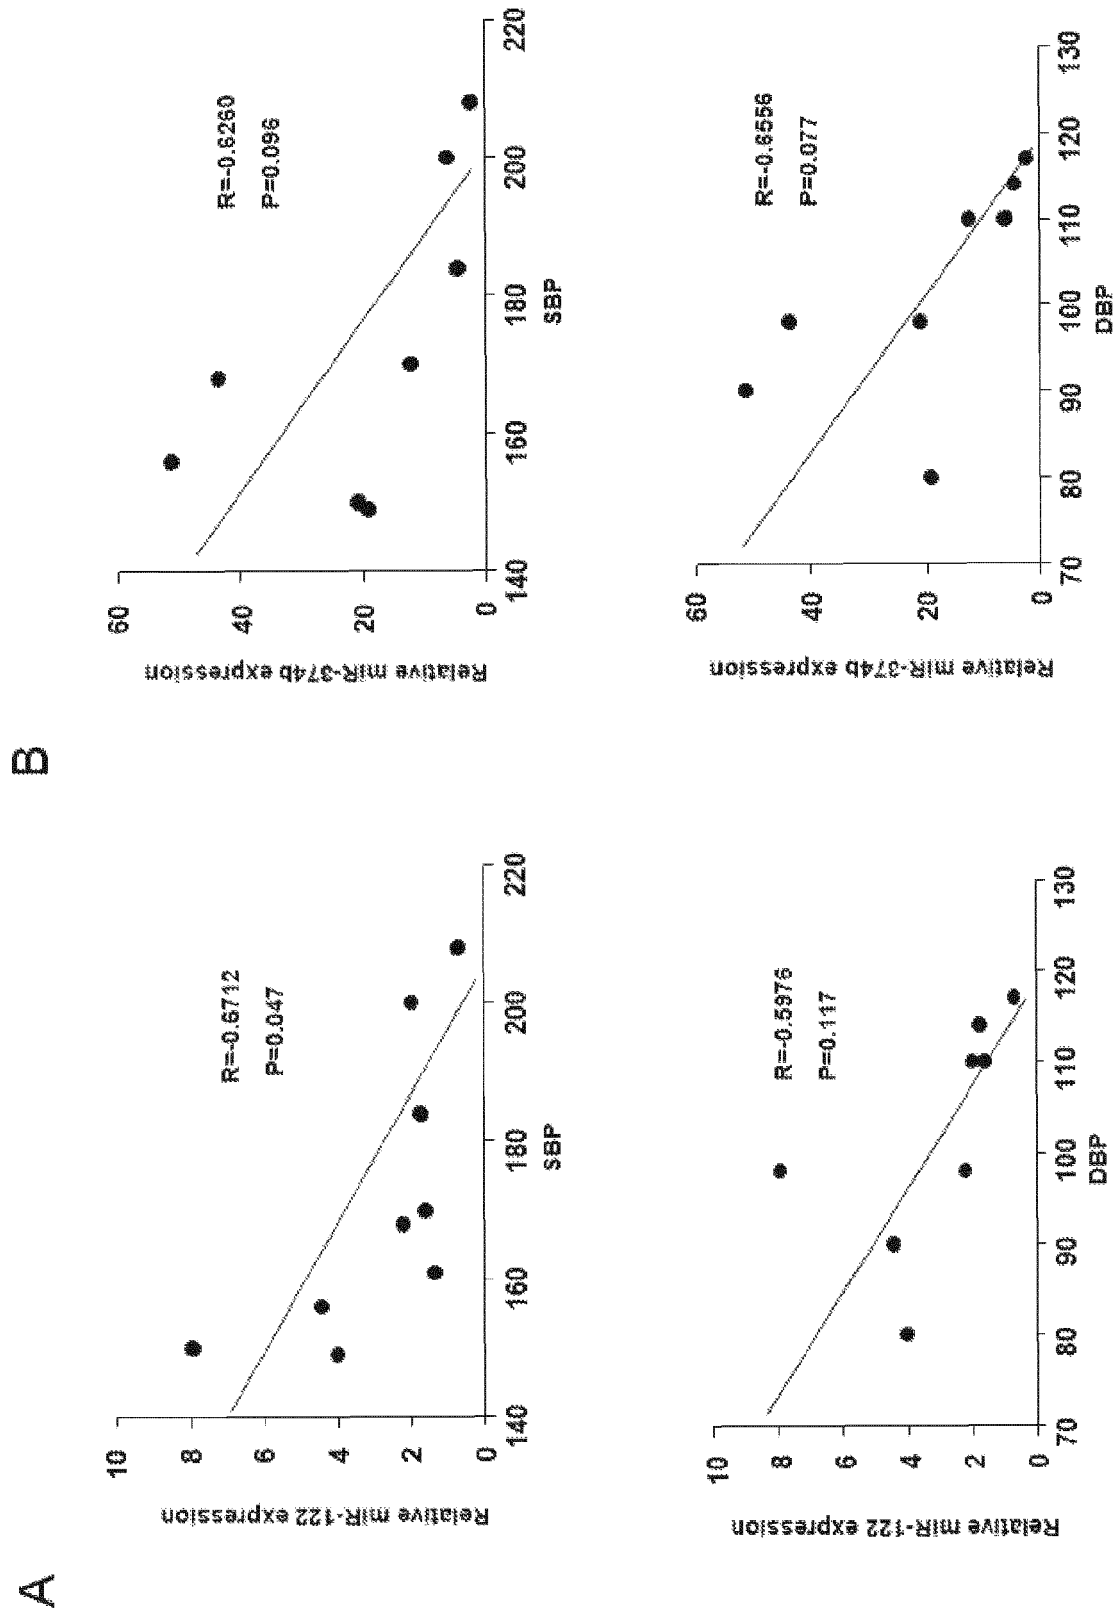 A
Relative miR-122 expression
10
8
6
4
2
0
140
160
180
200
220
SBP
R=-0.6712
P=0.047
Relative miR-122 expression
10
8
6
4
2
0
70
80
90
100
110
120
130
DBP
R=-0.5976
P=0.117
B
Relative miR-374b expression
60
40
20
0
140
160
180
200
220
SBP
R=-0.6260
P=0.096
Relative miR-374b expression
60
40
20
0
70
80
90
100
110
120
130
DBP
R=-0.6556
P=0.077